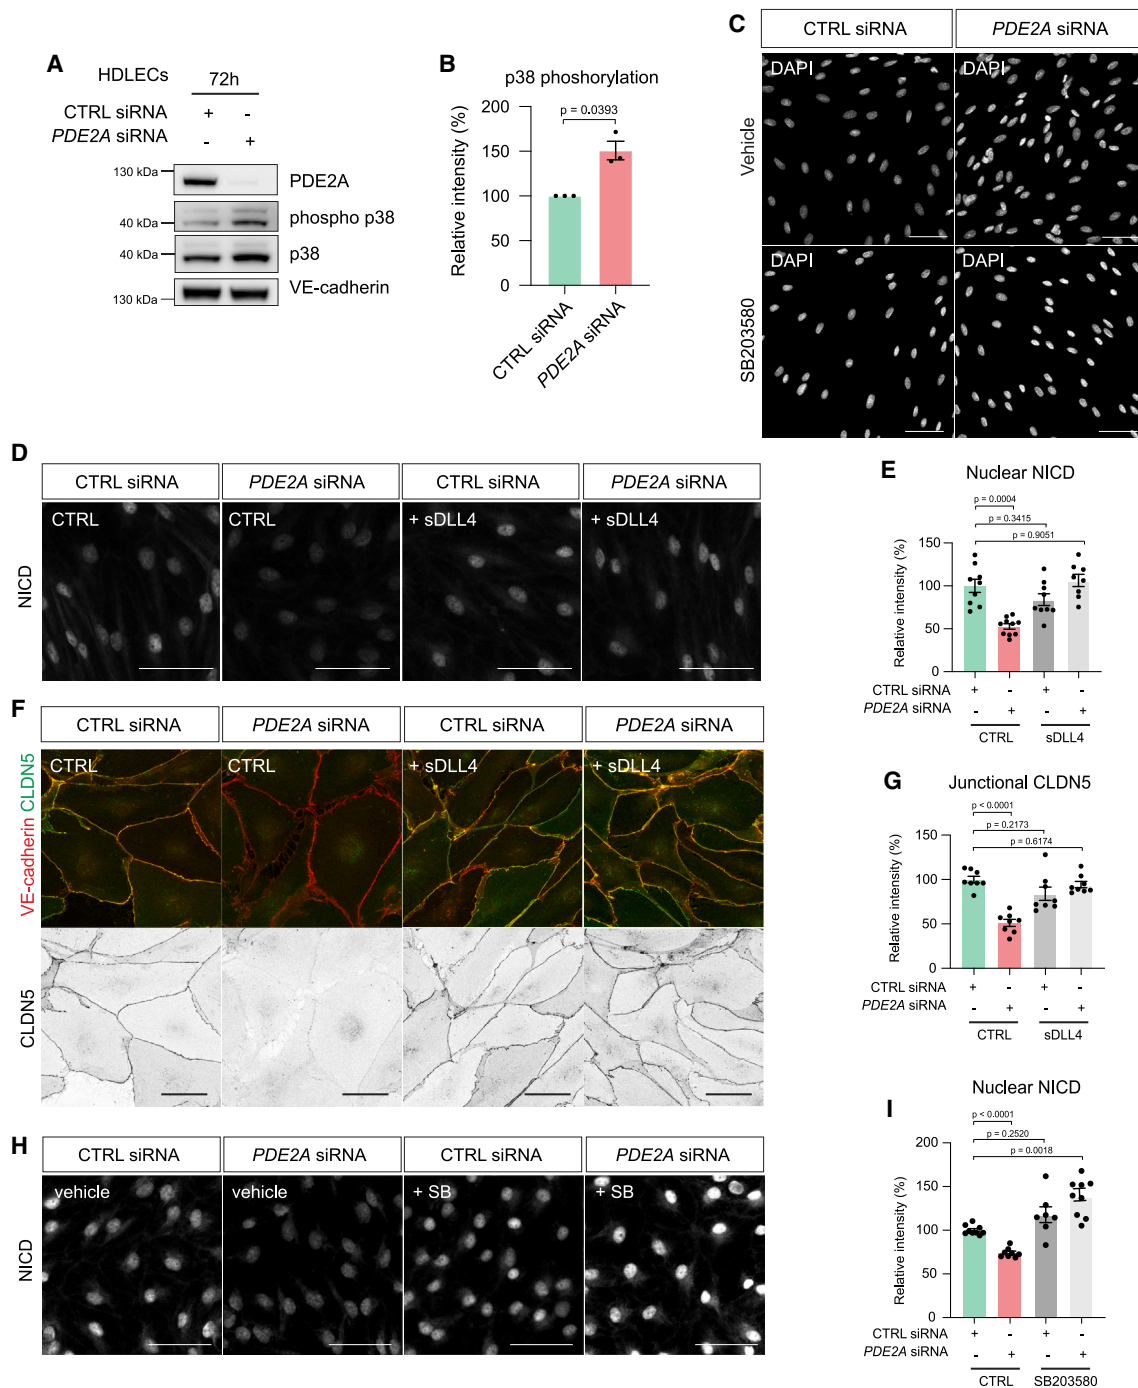 A
HDLECs
72h
CTRL siRNA + -
PDE2A siRNA - +
130 kDa
PDE2A
40 kDa
phospho p38
40 kDa
p38
130 kDa
VE-cadherin
B
p38 phoshorylation
p = 0.0393
Relative intensity (%)
200
150
100
50
0
CTRL siRNA
PDE2A siRNA
C
CTRL siRNA
PDE2A siRNA
Vehicle
DAPI
DAPI
SB203580
DAPI
DAPI
D
CTRL siRNA
PDE2A siRNA
CTRL siRNA
PDE2A siRNA
NICD
CTRL
CTRL
+ sDLL4
+ sDLL4
E
Nuclear NICD
p = 0.0004
p = 0.3415
p = 0.9051
Relative intensity (%)
150
100
50
0
CTRL siRNA + - + -
PDE2A siRNA - + - +
CTRL
sDLL4
F
CTRL siRNA
PDE2A siRNA
CTRL siRNA
PDE2A siRNA
VE-cadherin CLDN5
CTRL
CTRL
+ sDLL4
+ sDLL4
CLDN5
G
Junctional CLDN5
p < 0.0001
p = 0.2173
p = 0.6174
Relative intensity (%)
150
100
50
0
CTRL siRNA + - + -
PDE2A siRNA - + - +
CTRL
sDLL4
H
CTRL siRNA
PDE2A siRNA
CTRL siRNA
PDE2A siRNA
NICD
vehicle
vehicle
+ SB
+ SB
I
Nuclear NICD
p < 0.0001
p = 0.2520
p = 0.0018
Relative intensity (%)
200
150
100
50
0
CTRL siRNA + - + -
PDE2A siRNA - + - +
CTRL
SB203580